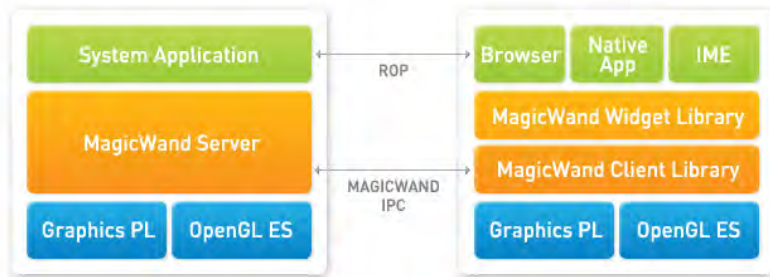 System Application
MagicWand Server
Graphics PL
OpenGL ES
ROP
MAGICWAND
IPC
Browser
Native
App
IME
MagicWand Widget Library
MagicWand Client Library
Graphics PL
OpenGL ES